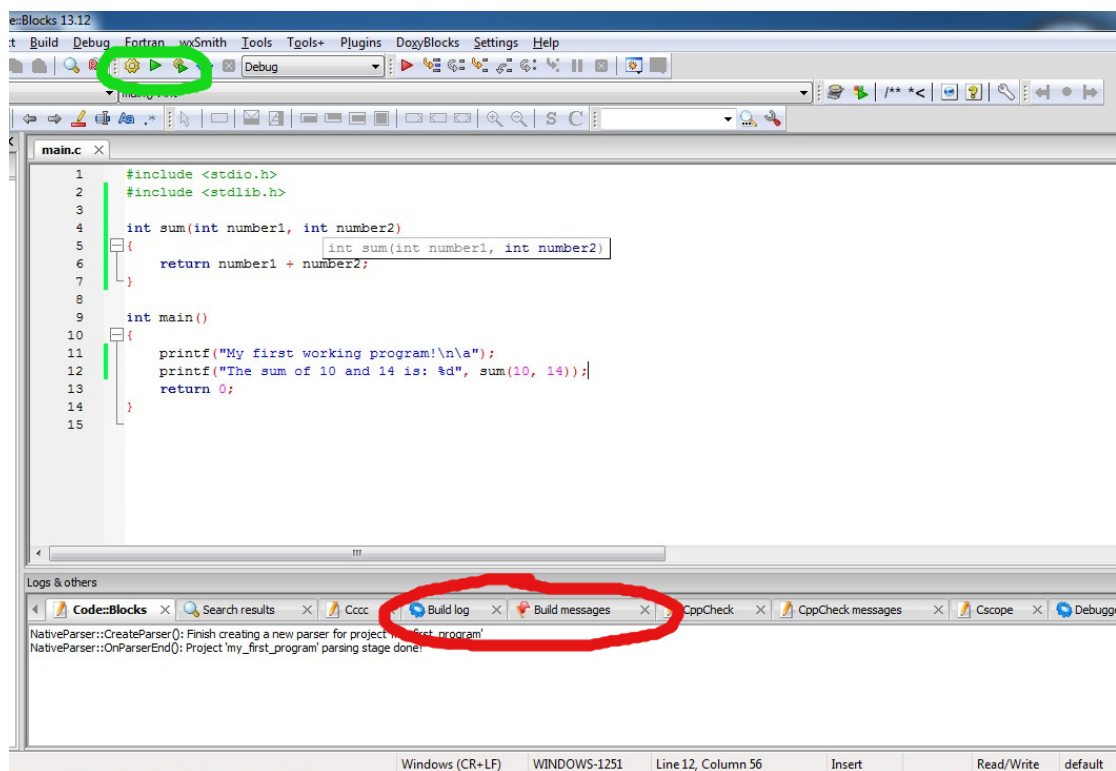 e::Blocks 13.12
t Build Debug Fortran wxSmith Tools Tools+ Plugins DoxyBlocks Settings Help
Debug
/** *<
S C
main.c
1 #include <stdio.h>
2 #include <stdlib.h>
3
4 int sum(int number1, int number2)
5 {
int sum(int number1, int number2)
6 return number1 + number2;
7 }
8
9 int main()
10 {
11 printf("My first working program!\n\a");
12 printf("The sum of 10 and 14 is: %d", sum(10, 14));
13 return 0;
14 }
15
Logs & others
Code::Blocks Search results Cccc Build log Build messages CppCheck CppCheck messages Cscope Debugge
NativeParser::CreateParser(): Finish creating a new parser for project 'my_first_program'
NativeParser::OnParserEnd(): Project 'my_first_program' parsing stage done!
Windows (CR+LF) WINDOWS-1251 Line 12, Column 56 Insert Read/Write default